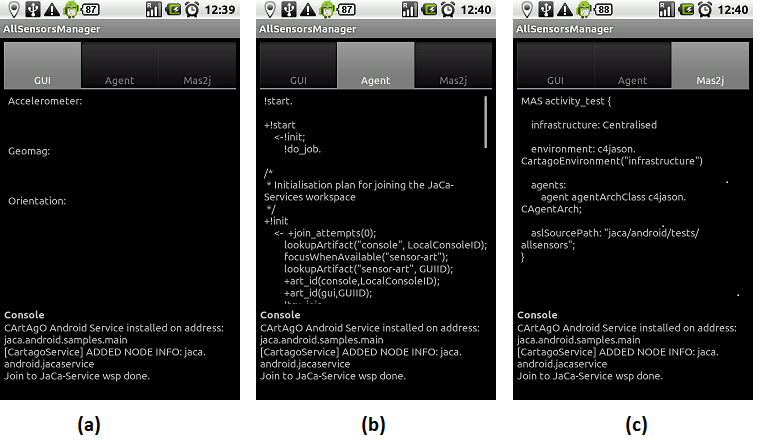 87
R
12:39
AllSensorsManager
GUI
Agent
Mas2j
Accelerometer:
Geomag:
Orientation:
Console
CArtAgO Android Service installed on address:
jaca.android.samples.main
[CartagoService] ADDED NODE INFO: jaca.
android.jacaservice
Join to JaCa-Service wsp done.
(a)
87
R
12:40
AllSensorsManager
GUI
Agent
Mas2j
!start.
+!start
<-!init;
!do_job.
/*
* Initialisation plan for joining the JaCa-
Services workspace
*/
+!init
<- +join_attempts(0);
lookupArtifact("console", LocalConsoleID);
focusWhenAvailable("sensor-art");
lookupArtifact("sensor-art", GUIID);
+art_id(console,LocalConsoleID);
+art_id(gui,GUIID);
Console
CArtAgO Android Service installed on address:
jaca.android.samples.main
[CartagoService] ADDED NODE INFO: jaca.
android.jacaservice
Join to JaCa-Service wsp done.
(b)
88
R
12:40
AllSensorsManager
GUI
Agent
Mas2j
MAS activity_test {
infrastructure: Centralised
environment: c4jason.
CartagoEnvironment("infrastructure")
agents:
agent agentArchClass c4jason.
CAgentArch;
aslSourcePath: "jaca/android/tests/
allsensors";
}
Console
CArtAgO Android Service installed on address:
jaca.android.samples.main
[CartagoService] ADDED NODE INFO: jaca.
android.jacaservice
Join to JaCa-Service wsp done.
(c)